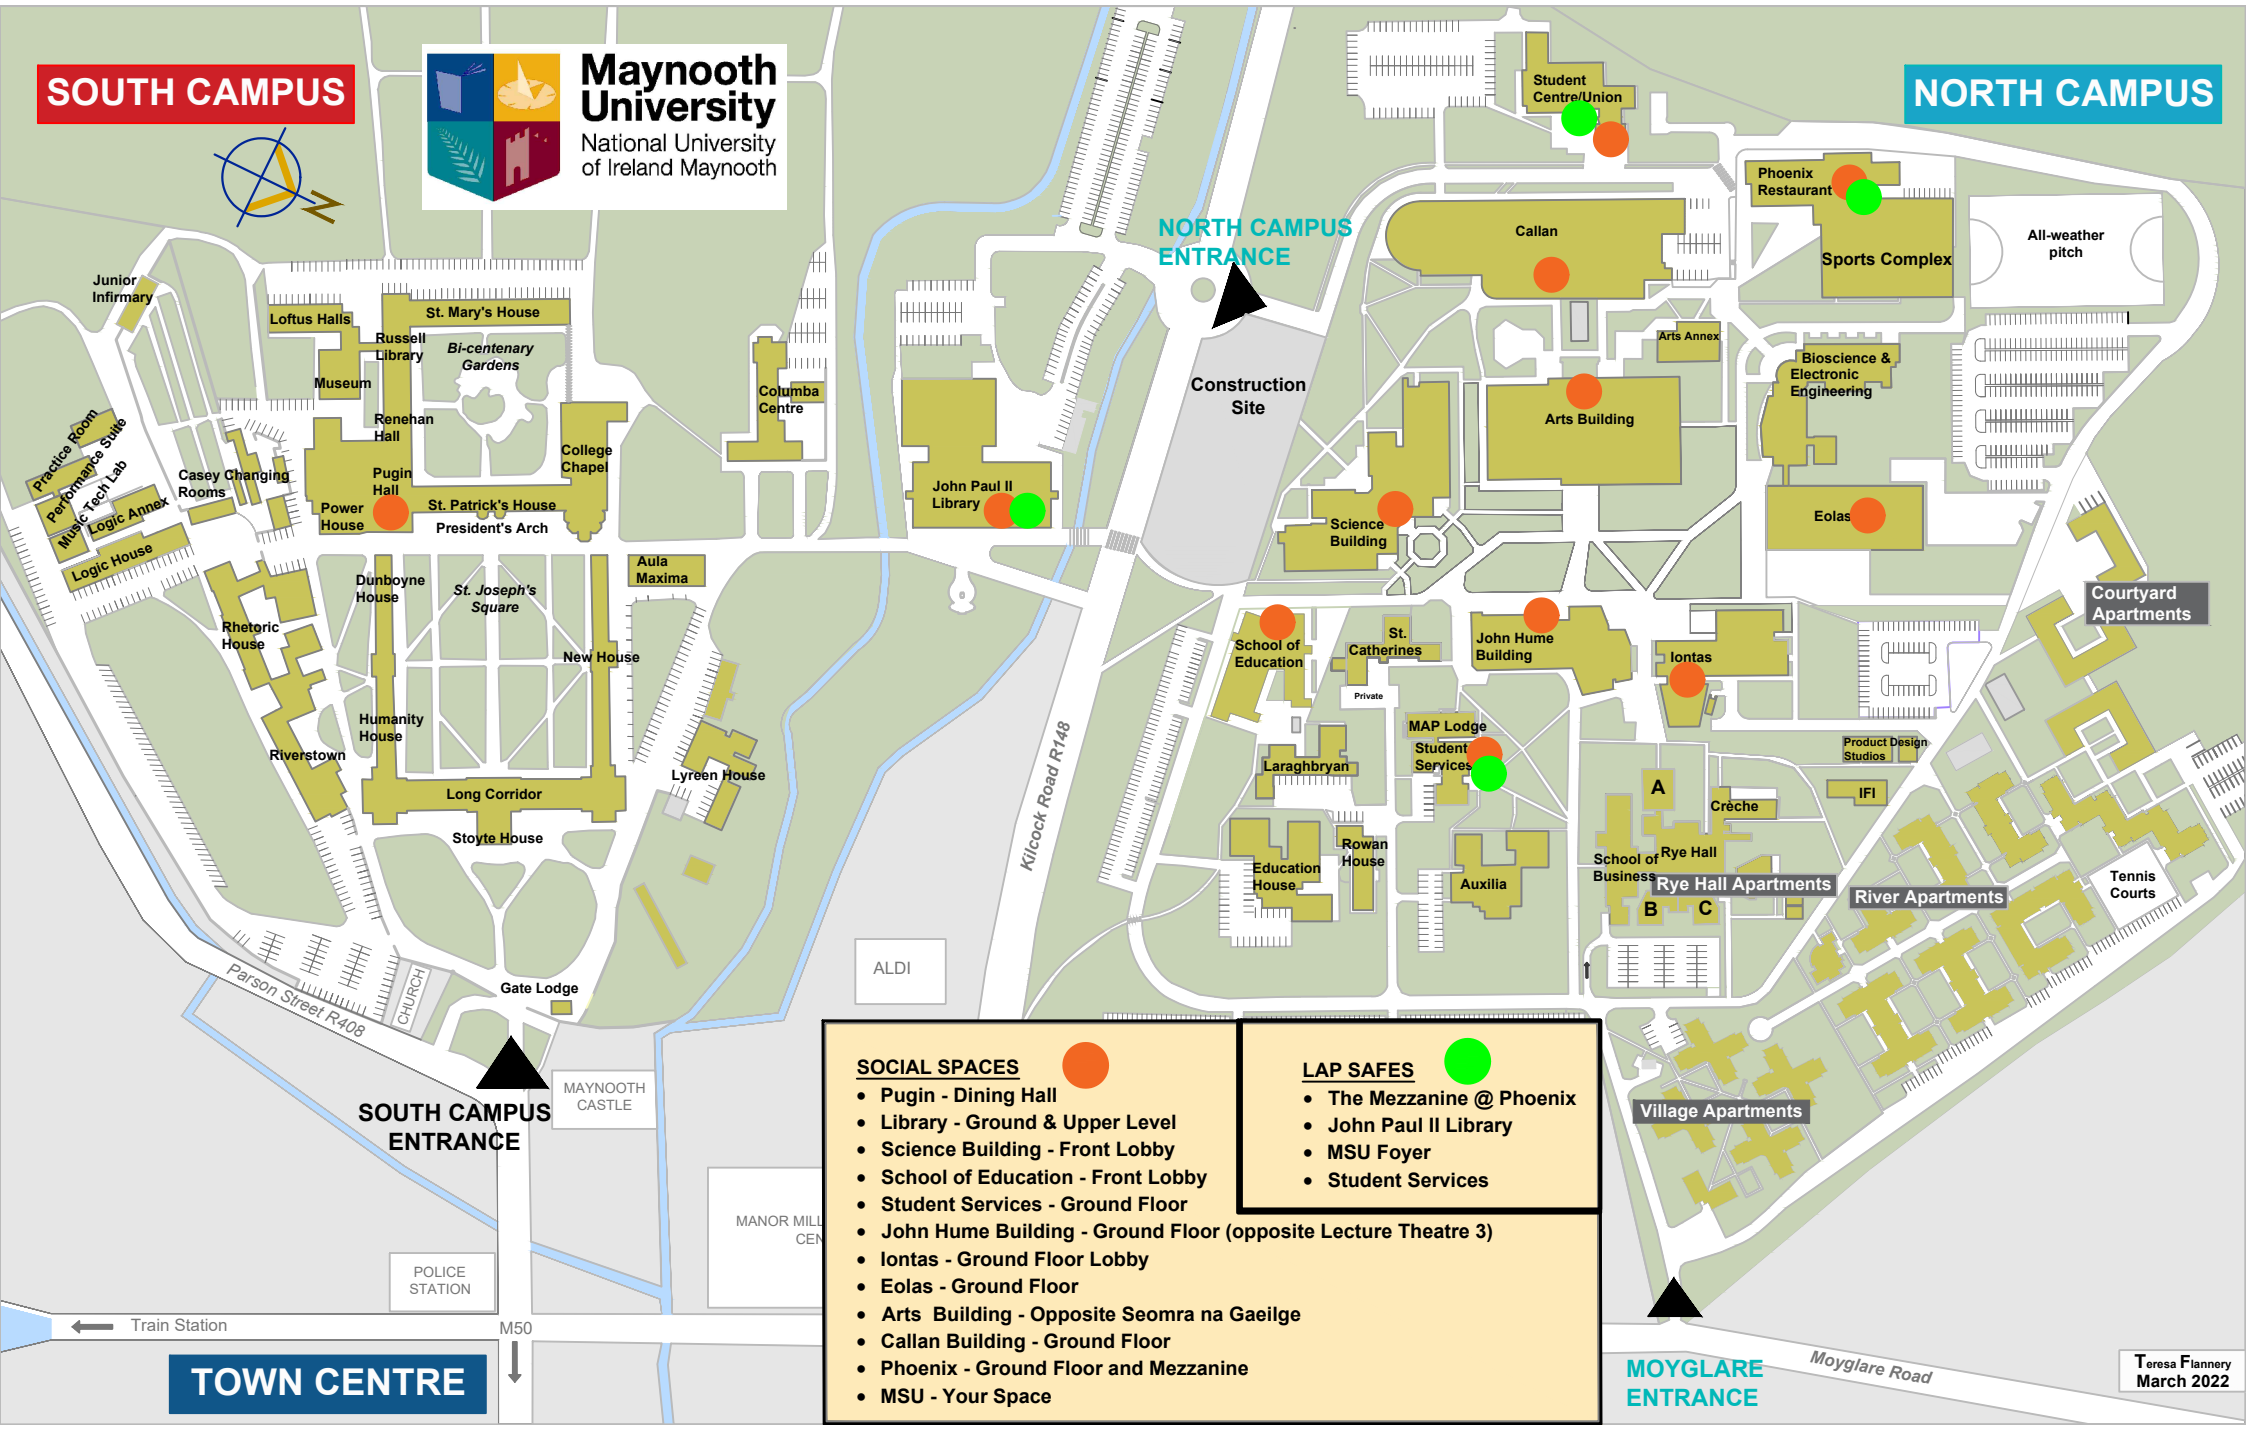 SOUTH CAMPUS
Maynooth
University
National University
of Ireland Maynooth
N
NORTH CAMPUS
Student
Centre/Union
Phoenix
Restaurant
Sports Complex
All-weather
pitch
NORTH CAMPUS
ENTRANCE
Callan
Arts Annex
Arts Building
Bioscience &
Electronic
Engineering
Eolas
Construction
Site
Science
Building
Junior
Infirmary
Loftus Halls
St. Mary's House
Russell
Library
Bi-centenary
Gardens
Museum
Renehan
Hall
Columba
Centre
College
Chapel
Practice Room
Performance Suite
Music Tech Lab
Logic Annex
Logic House
Casey Changing
Rooms
Pugin
Hall
Power
House
St. Patrick's House
President's Arch
John Paul II
Library
Aula
Maxima
Dunboyne
House
St. Joseph's
Square
Rhetoric
House
New House
Humanity
House
Riverstown
Lyreen House
Long Corridor
Stoyte House
Gate Lodge
CHURCH
Parson Street R408
Kilcock Road R148
ALDI
School of
Education
St.
Catherines
Private
John Hume
Building
Iontas
Courtyard
Apartments
MAP Lodge
Student
Services
Laraghbryan
Product Design
Studios
IFI
A
Crèche
Rye Hall
School of
Business
Rye Hall Apartments
B
C
Education
House
Rowan
House
Auxilia
River Apartments
Tennis
Courts
Village Apartments
SOUTH CAMPUS
ENTRANCE
MAYNOOTH
CASTLE
MANOR MILL
CEN
POLICE
STATION
Train Station
M50
TOWN CENTRE
SOCIAL SPACES
• Pugin - Dining Hall
• Library - Ground & Upper Level
• Science Building - Front Lobby
• School of Education - Front Lobby
• Student Services - Ground Floor
• John Hume Building - Ground Floor (opposite Lecture Theatre 3)
• Iontas - Ground Floor Lobby
• Eolas - Ground Floor
• Arts Building - Opposite Seomra na Gaeilge
• Callan Building - Ground Floor
• Phoenix - Ground Floor and Mezzanine
• MSU - Your Space
LAP SAFES
• The Mezzanine @ Phoenix
• John Paul II Library
• MSU Foyer
• Student Services
MOYGLARE
ENTRANCE
Moyglare Road
Teresa Flannery
March 2022